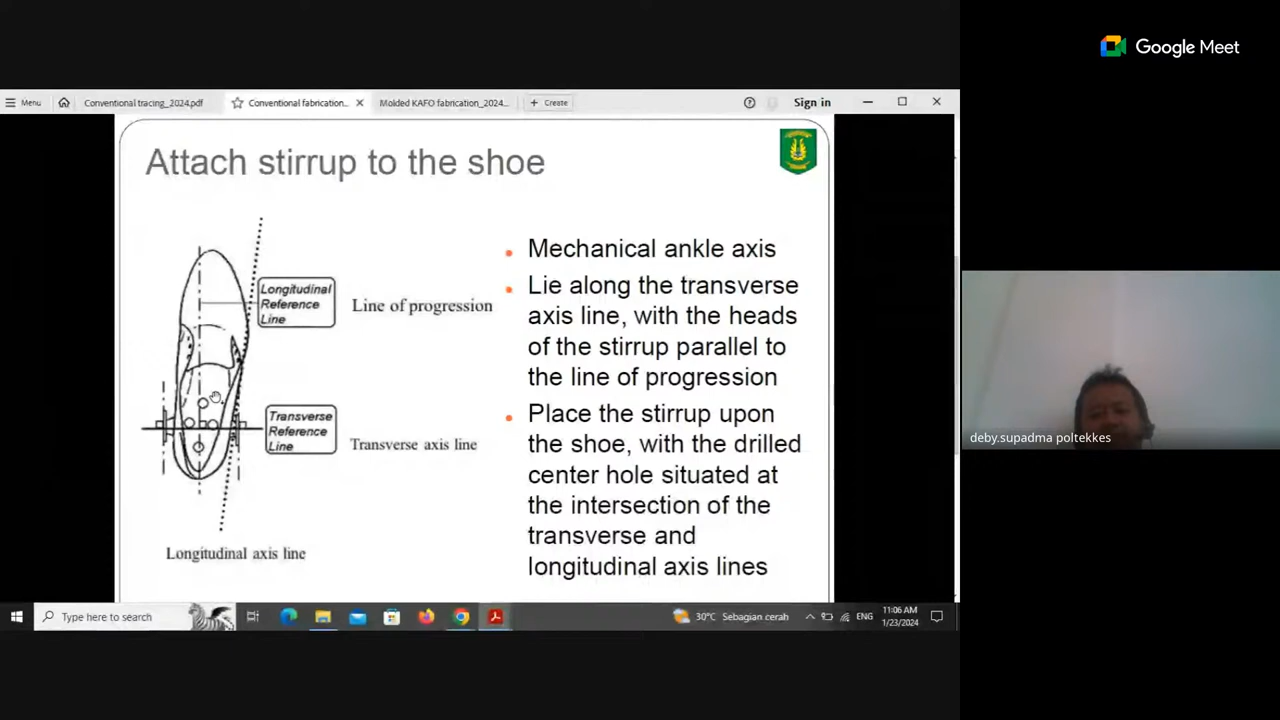 Google Meet
Menu
Conventional tracing_2024.pdf
Conventional fabrication...
Molded KAFO fabrication_2024...
+ Create
Sign in
Attach stirrup to the shoe
Longitudinal
Reference
Line
Line of progression
Transverse
Reference
Line
Transverse axis line
Longitudinal axis line
• Mechanical ankle axis
• Lie along the transverse
axis line, with the heads
of the stirrup parallel to
the line of progression
• Place the stirrup upon
the shoe, with the drilled
center hole situated at
the intersection of the
transverse and
longitudinal axis lines
deby.supadma poltekkes
Type here to search
30°C Sebagian cerah
ENG
11:06 AM
1/23/2024